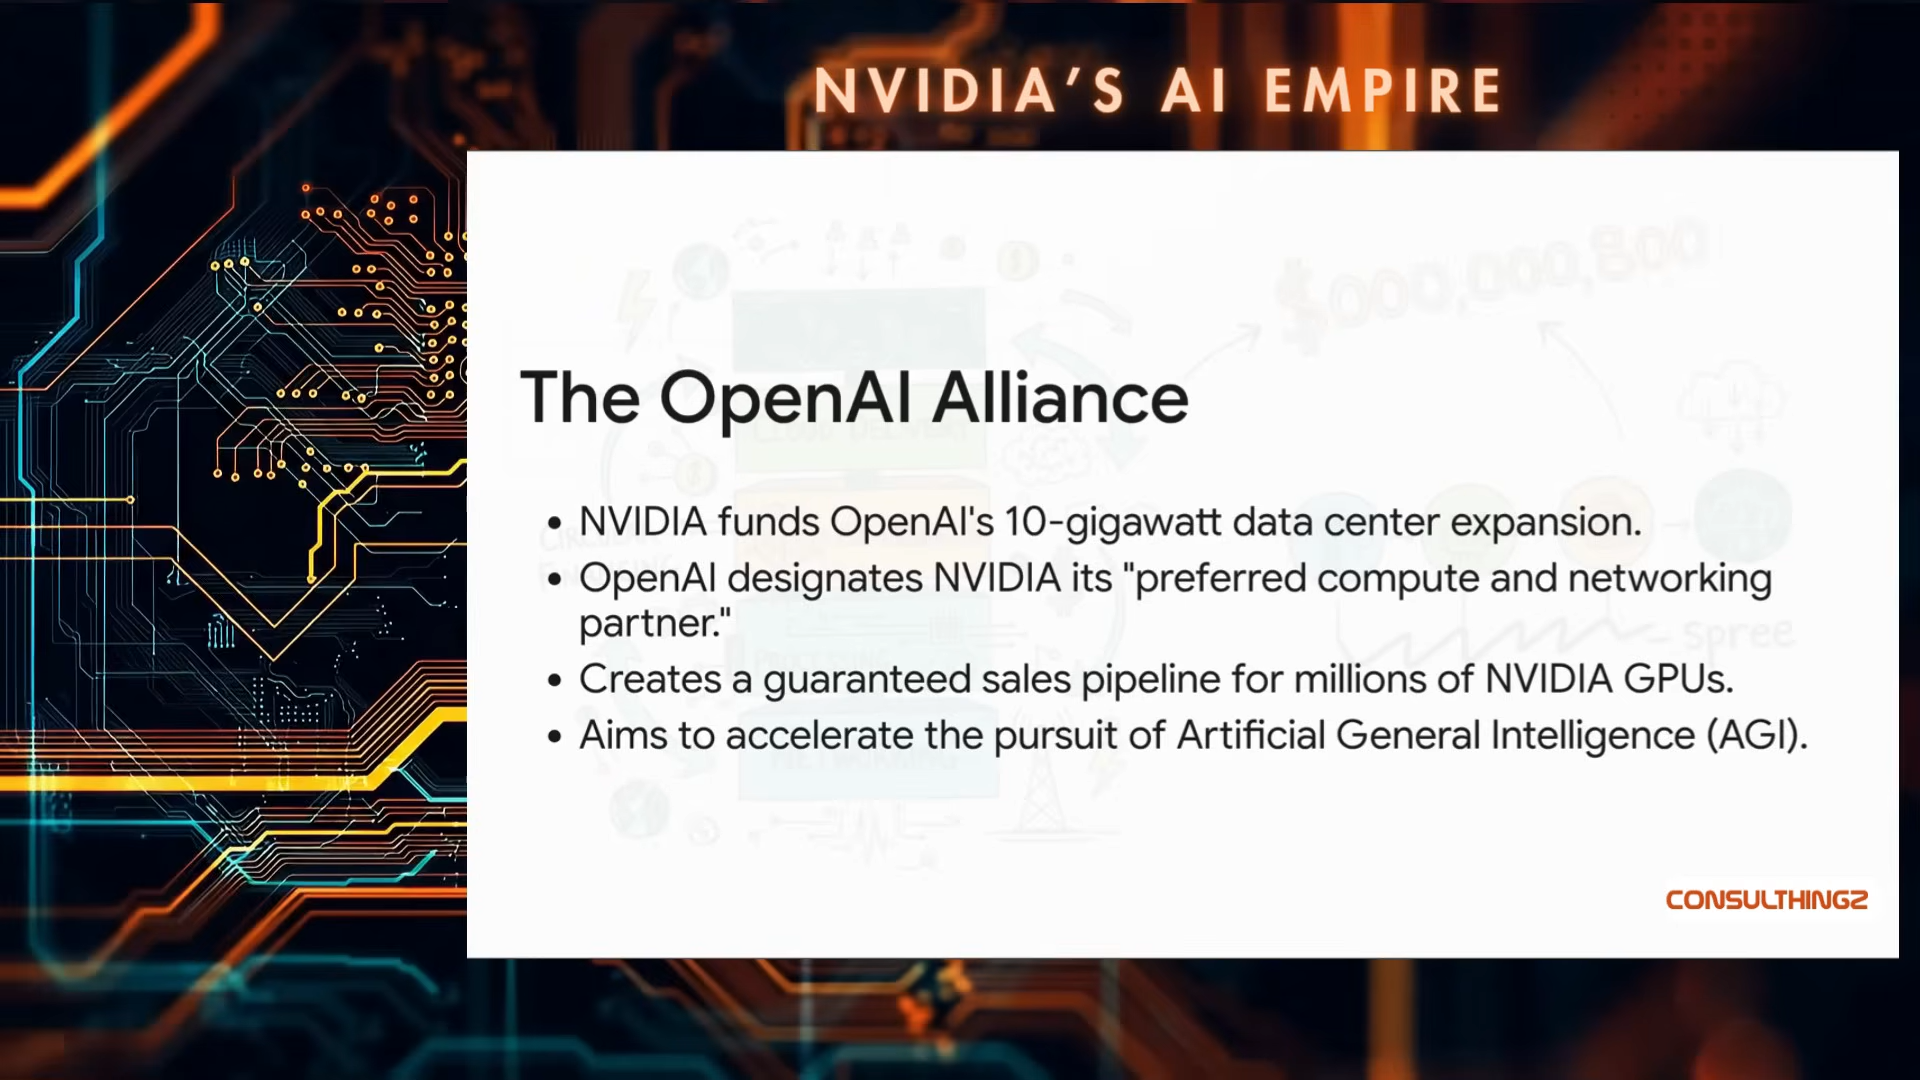 NVIDIA’S AI EMPIRE
The OpenAI Alliance
• NVIDIA funds OpenAI's 10-gigawatt data center expansion.
• OpenAI designates NVIDIA its "preferred compute and networking
partner."
• Creates a guaranteed sales pipeline for millions of NVIDIA GPUs.
• Aims to accelerate the pursuit of Artificial General Intelligence (AGI).
spree
CONSULTHINGZ